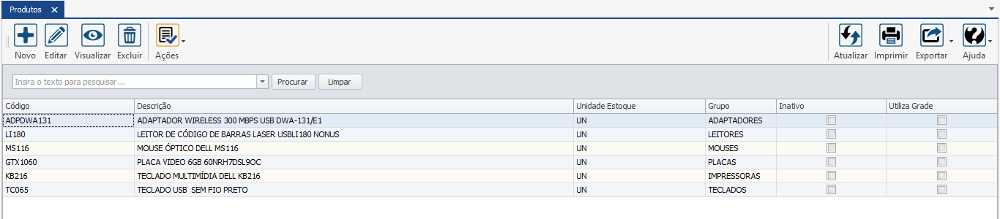 Produtos
Novo Editar Visualizar Excluir Ações Atualizar Imprimir Exportar Ajuda
Insira o texto para pesquisar... Procurar Limpar
Código Descrição Unidade Estoque Grupo Inativo Utiliza Grade
ADPDWA131 ADAPTADOR WIRELESS 300 MBPS USB DWA-131/E1 UN ADAPTADORES
LI180 LEITOR DE CÓDIGO DE BARRAS LASER USBLI180 NONUS UN LEITORES
MS116 MOUSE ÓPTICO DELL MS116 UN MOUSES
GTX1060 PLACA VIDEO 6GB 60NRH7DSL9OC UN PLACAS
KB216 TECLADO MULTIMÍDIA DELL KB216 UN IMPRESSORAS
TC065 TECLADO USB  SEM FIO PRETO UN TECLADOS